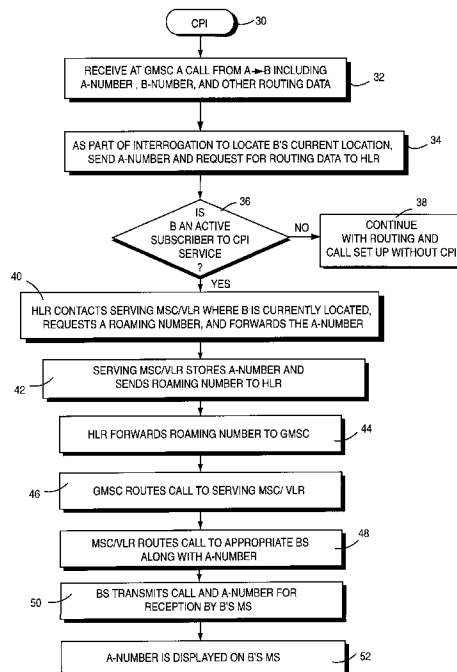 CPI
30
RECEIVE AT GMSC A CALL FROM A→B INCLUDING
A-NUMBER , B-NUMBER, AND OTHER ROUTING DATA
32
AS PART OF INTERROGATION TO LOCATE B'S CURRENT LOCATION,
SEND A-NUMBER AND REQUEST FOR ROUTING DATA TO HLR
34
36
IS
B AN ACTIVE
SUBSCRIBER TO CPI
SERVICE
?
NO
38
CONTINUE
WITH ROUTING AND
CALL SET UP WITHOUT CPI
YES
40
HLR CONTACTS SERVING MSC/VLR WHERE B IS CURRENTLY LOCATED,
REQUESTS A ROAMING NUMBER, AND FORWARDS THE A-NUMBER
42
SERVING MSC/VLR STORES A-NUMBER AND
SENDS ROAMING NUMBER TO HLR
HLR FORWARDS ROAMING NUMBER TO GMSC
44
46
GMSC ROUTES CALL TO SERVING MSC/ VLR
MSC/VLR ROUTES CALL TO APPROPRIATE BS
ALONG WITH A-NUMBER
48
50
BS TRANSMITS CALL AND A-NUMBER FOR
RECEPTION BY B'S MS
A-NUMBER IS DISPLAYED ON B'S MS
52